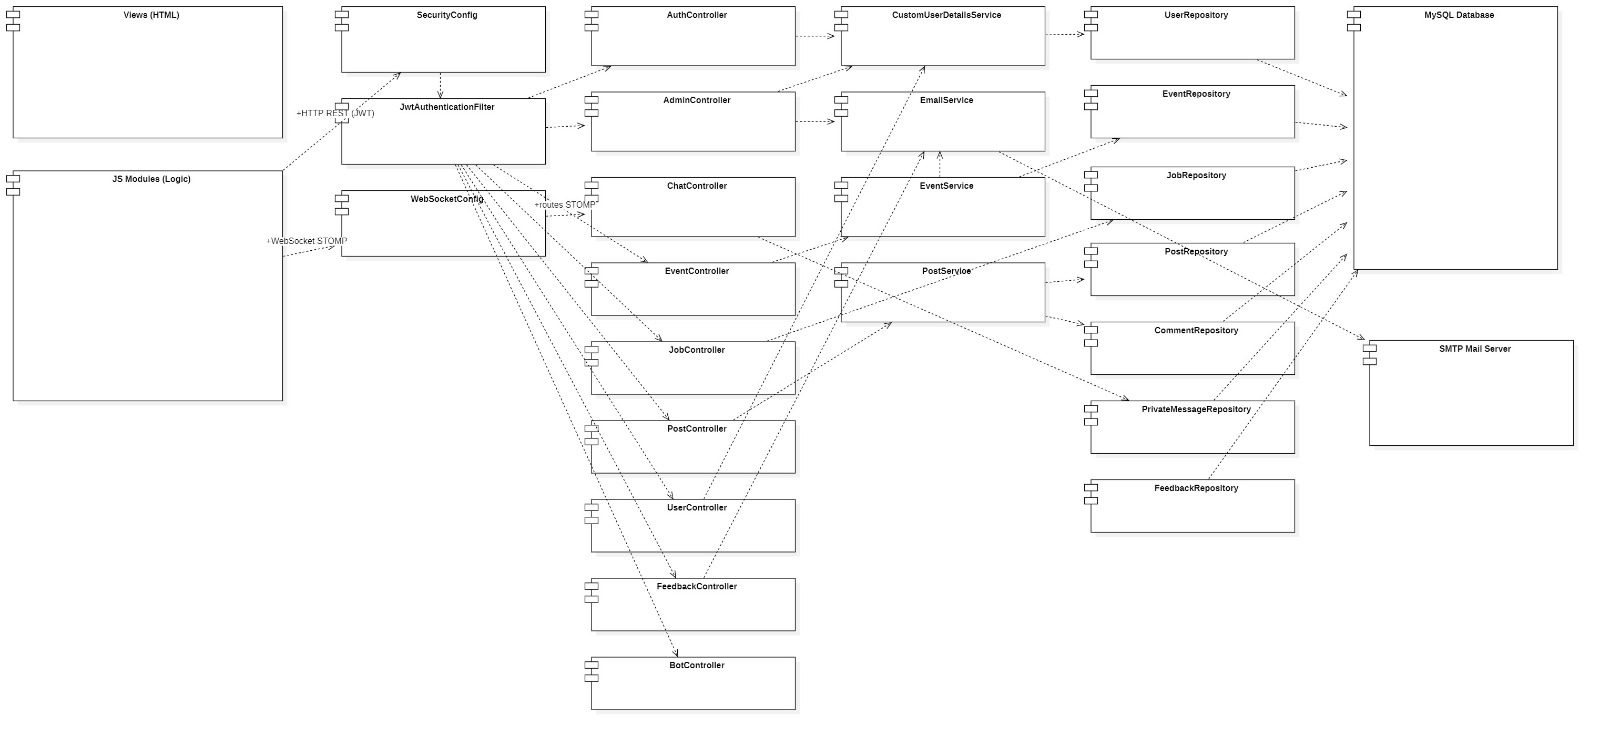 Views (HTML)
SecurityConfig
AuthController
CustomUserDetailsService
UserRepository
MySQL Database
+HTTP REST (JWT)
JwtAuthenticationFilter
AdminController
EmailService
EventRepository
JS Modules (Logic)
WebSocketConfig
+routes STOMP
ChatController
EventService
JobRepository
+WebSocket STOMP
EventController
PostService
PostRepository
JobController
CommentRepository
SMTP Mail Server
PostController
PrivateMessageRepository
UserController
FeedbackRepository
FeedbackController
BotController